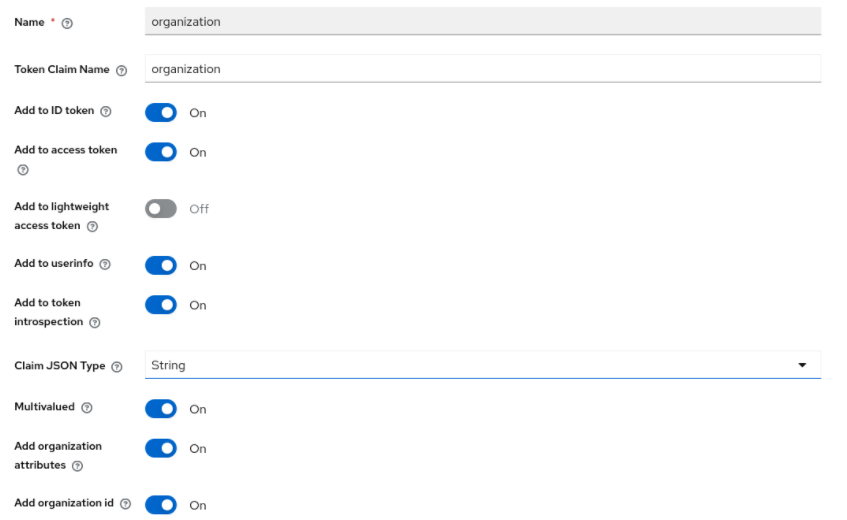 Name * organization
Token Claim Name organization
Add to ID token On
Add to access token On
Add to lightweight
access token Off
Add to userinfo On
Add to token
introspection On
Claim JSON Type String
Multivalued On
Add organization
attributes On
Add organization id On